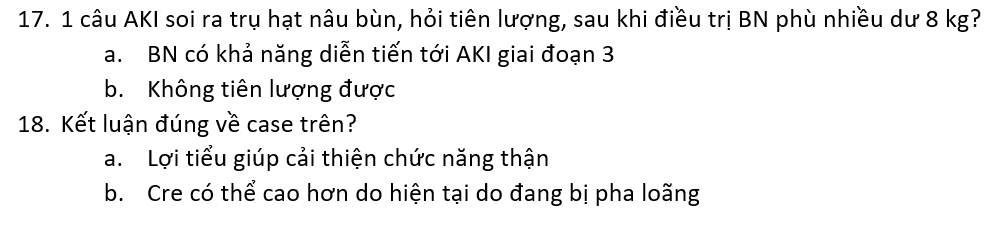 17. 1 câu AKI soi ra trụ hạt nâu bùn, hỏi tiên lượng, sau khi điều trị BN phù nhiều dư 8 kg?
a. BN có khả năng diễn tiến tới AKI giai đoạn 3
b. Không tiên lượng được
18. Kết luận đúng về case trên?
a. Lợi tiểu giúp cải thiện chức năng thận
b. Cre có thể cao hơn do hiện tại do đang bị pha loãng